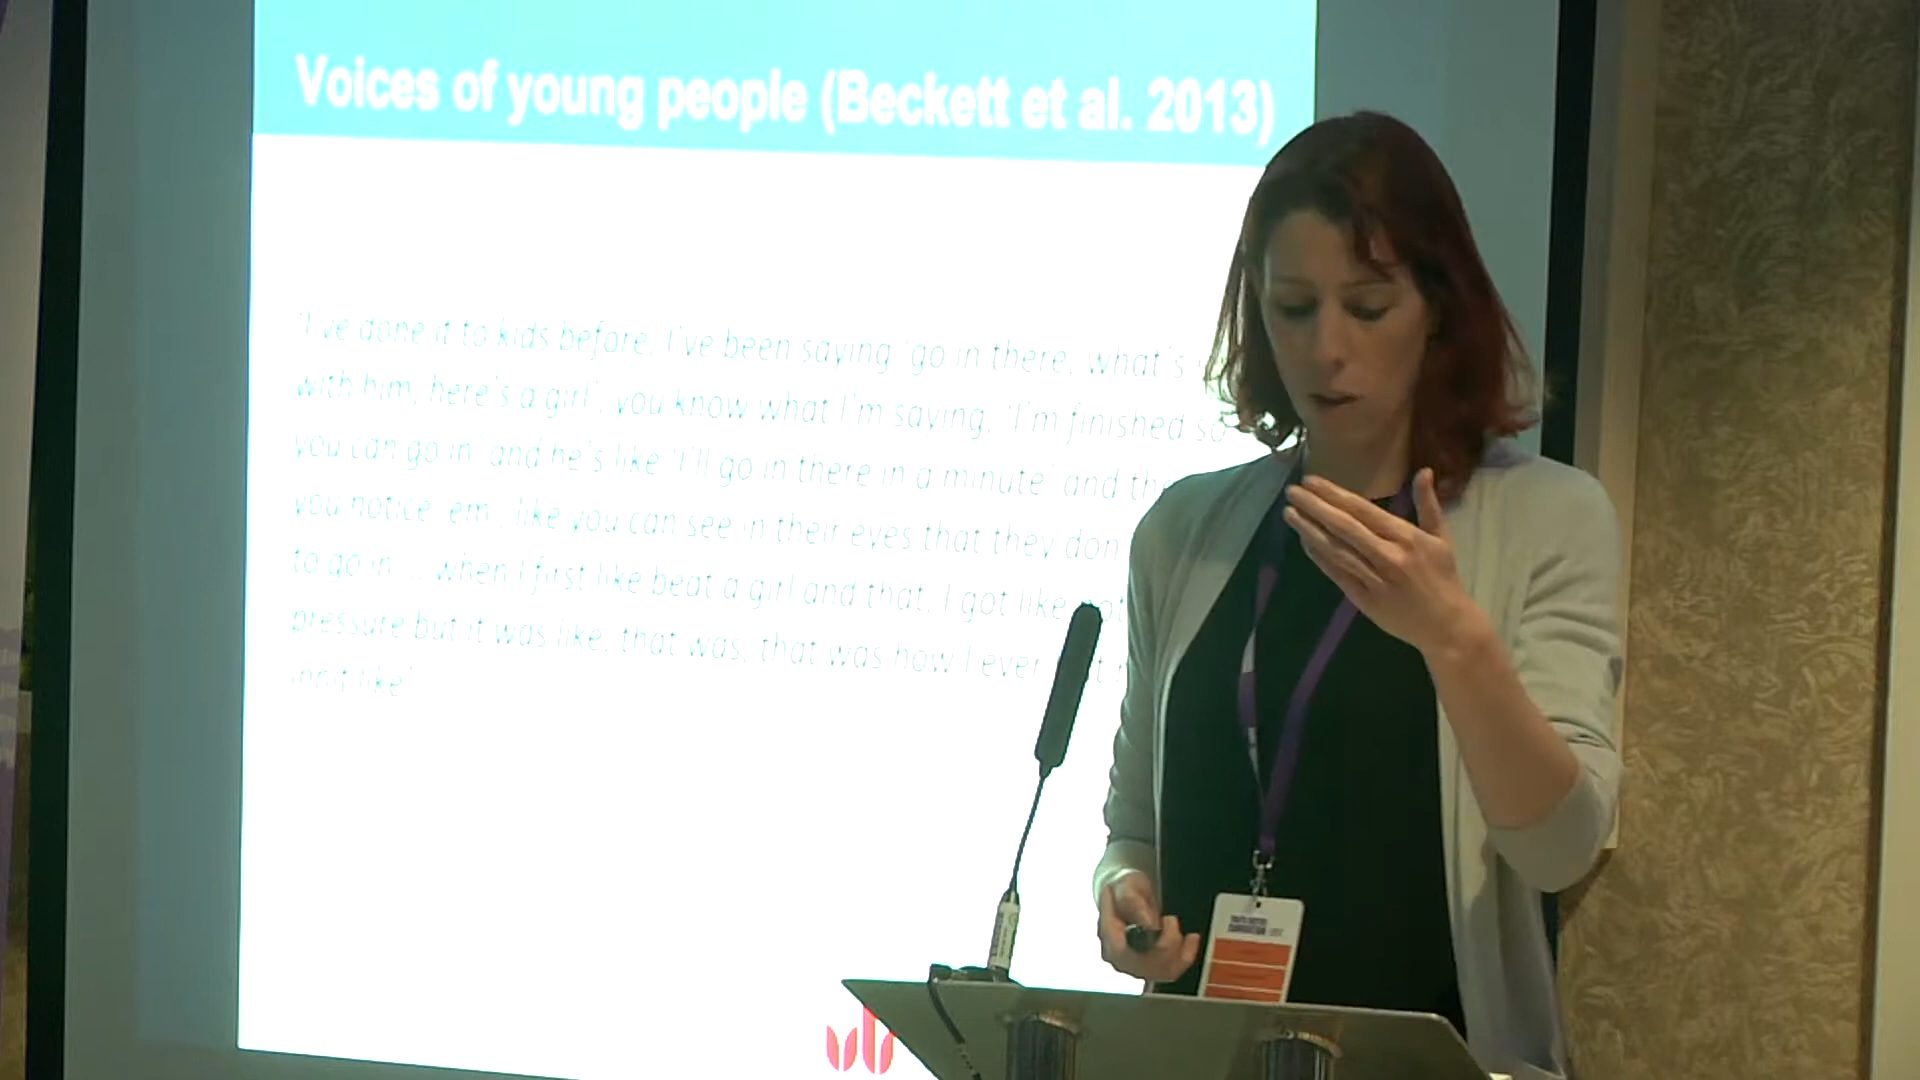 Voices of young people (Beckett et al. 2013)
'I've done it to kids before, I've been saying 'go in there, what's
with him, here's a girl', you know what I'm saying, 'I'm finished so
you can go in' and he's like 'I'll go in there in a minute' and
you notice 'em', like you can see in their eyes that they don
to go in ... when I first like beat a girl and that, I got like not
pressure but it was like, that was, that was how I ever
like'